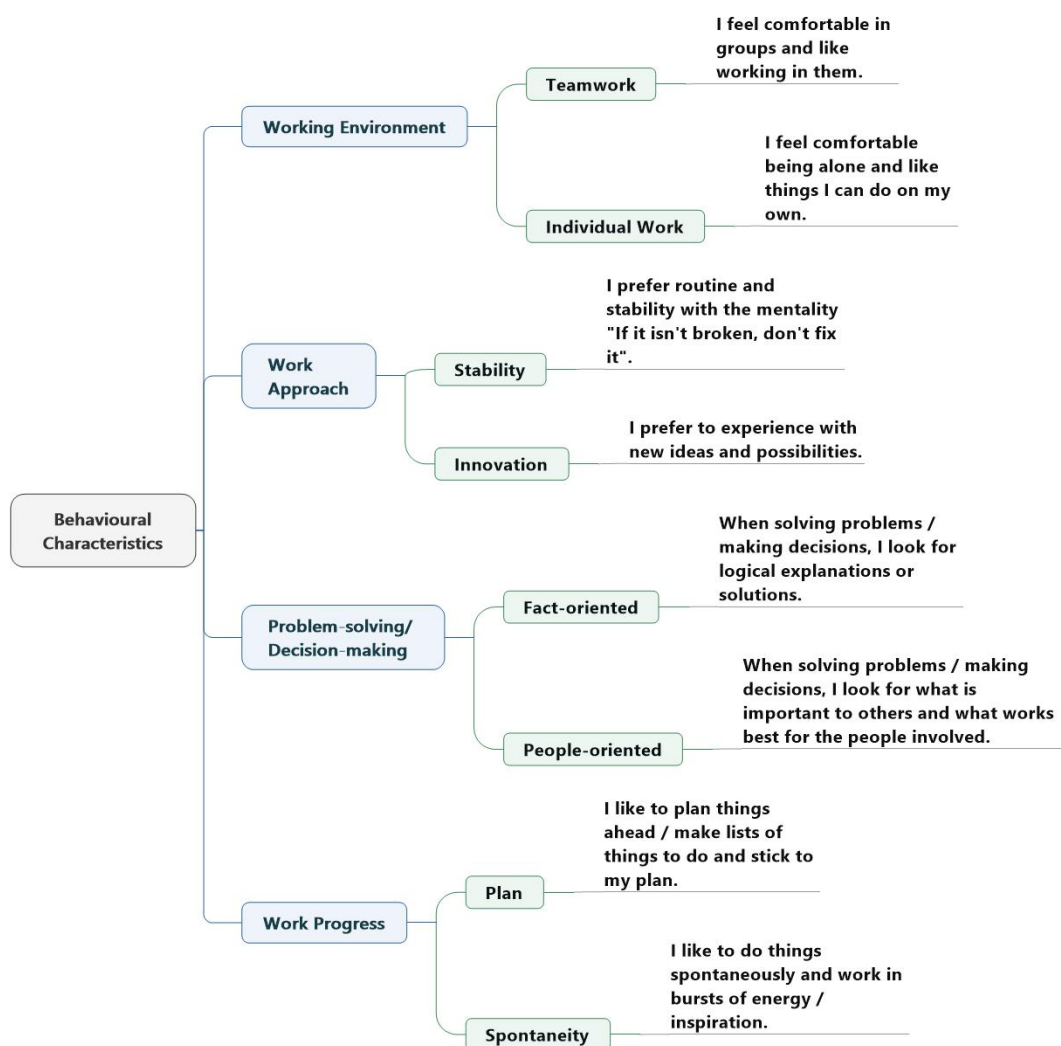 Behavioural
Characteristics
Working Environment
Teamwork
I feel comfortable in
groups and like
working in them.
Individual Work
I feel comfortable
being alone and like
things I can do on my
own.
Work
Approach
Stability
I prefer routine and
stability with the mentality
"If it isn't broken, don't fix
it".
Innovation
I prefer to experience with
new ideas and possibilities.
Problem-solving/
Decision-making
Fact-oriented
When solving problems /
making decisions, I look for
logical explanations or
solutions.
People-oriented
When solving problems / making
decisions, I look for what is
important to others and what works
best for the people involved.
Work Progress
Plan
I like to plan things
ahead / make lists of
things to do and stick to
my plan.
Spontaneity
I like to do things
spontaneously and work in
bursts of energy /
inspiration.